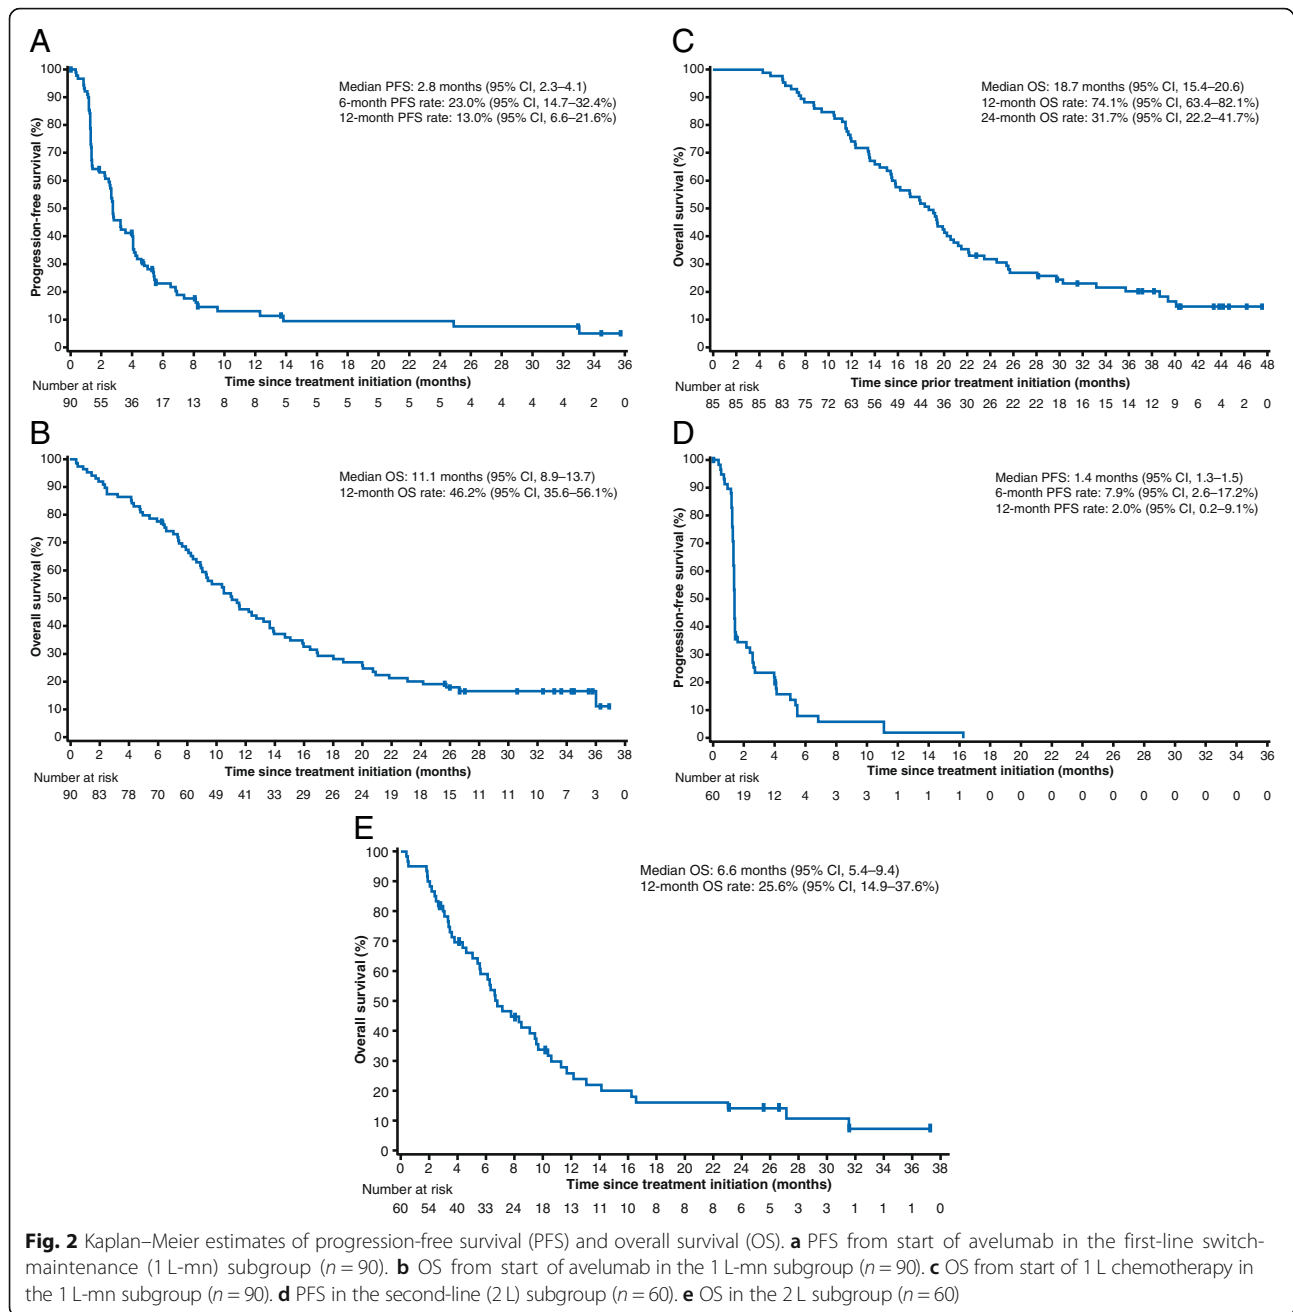 A
100
90
80
70
60
50
40
30
20
10
0
Progression-free survival (%)
Median PFS: 2.8 months (95% CI, 2.3–4.1)
6-month PFS rate: 23.0% (95% CI, 14.7–32.4%)
12-month PFS rate: 13.0% (95% CI, 6.6–21.6%)
0 2 4 6 8 10 12 14 16 18 20 22 24 26 28 30 32 34 36
Number at risk
Time since treatment initiation (months)
90 55 36 17 13 8 8 5 5 5 5 5 5 4 4 4 4 2 0
C
100
90
80
70
60
50
40
30
20
10
0
Overall survival (%)
Median OS: 18.7 months (95% CI, 15.4–20.6)
12-month OS rate: 74.1% (95% CI, 63.4–82.1%)
24-month OS rate: 31.7% (95% CI, 22.2–41.7%)
0 2 4 6 8 10 12 14 16 18 20 22 24 26 28 30 32 34 36 38 40 42 44 46 48
Number at risk
Time since prior treatment initiation (months)
85 85 85 83 75 72 63 56 49 44 36 30 26 22 22 18 16 15 14 12 9 6 4 2 0
B
100
90
80
70
60
50
40
30
20
10
0
Overall survival (%)
Median OS: 11.1 months (95% CI, 8.9–13.7)
12-month OS rate: 46.2% (95% CI, 35.6–56.1%)
0 2 4 6 8 10 12 14 16 18 20 22 24 26 28 30 32 34 36 38
Number at risk
Time since treatment initiation (months)
90 83 78 70 60 49 41 33 29 26 24 19 18 15 11 11 10 7 3 0
D
100
90
80
70
60
50
40
30
20
10
0
Progression-free survival (%)
Median PFS: 1.4 months (95% CI, 1.3–1.5)
6-month PFS rate: 7.9% (95% CI, 2.6–17.2%)
12-month PFS rate: 2.0% (95% CI, 0.2–9.1%)
0 2 4 6 8 10 12 14 16 18 20 22 24 26 28 30 32 34 36
Number at risk
Time since treatment initiation (months)
60 19 12 4 3 3 1 1 1 0 0 0 0 0 0 0 0 0 0
E
100
90
80
70
60
50
40
30
20
10
0
Overall survival (%)
Median OS: 6.6 months (95% CI, 5.4–9.4)
12-month OS rate: 25.6% (95% CI, 14.9–37.6%)
0 2 4 6 8 10 12 13 16 18 20 22 24 26 28 30 32 34 36 38
Number at risk
Time since treatment initiation (months)
60 54 40 33 24 18 13 11 10 8 8 8 6 5 3 3 1 1 1 0
Fig. 2 Kaplan–Meier estimates of progression-free survival (PFS) and overall survival (OS). a PFS from start of avelumab in the first-line switch-
maintenance (1 L-mn) subgroup (n = 90). b OS from start of avelumab in the 1 L-mn subgroup (n = 90). c OS from start of 1 L chemotherapy in
the 1 L-mn subgroup (n = 90). d PFS in the second-line (2 L) subgroup (n = 60). e OS in the 2 L subgroup (n = 60)